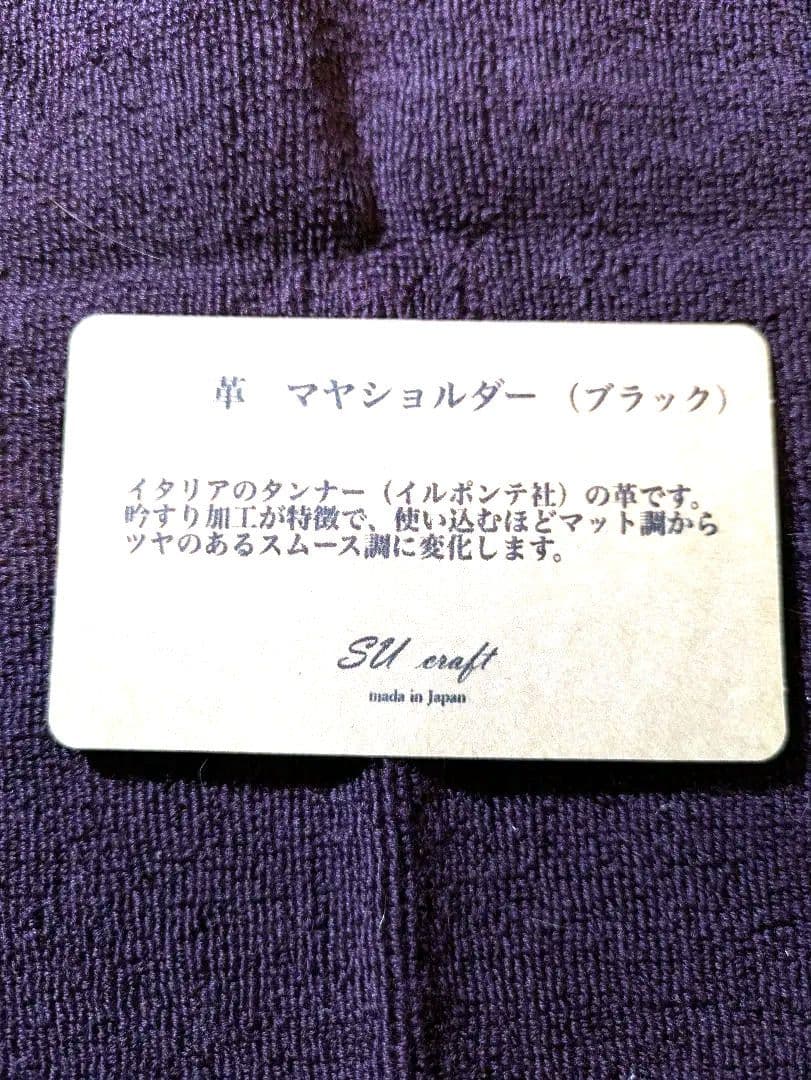 革　マヤショルダー（ブラック）
イタリアのタンナー（イルポンテ社）の革です。
吟すり加工が特徴で、使い込むほどマット調から
ツヤのあるスムース調に変化します。
SU craft
made in Japan